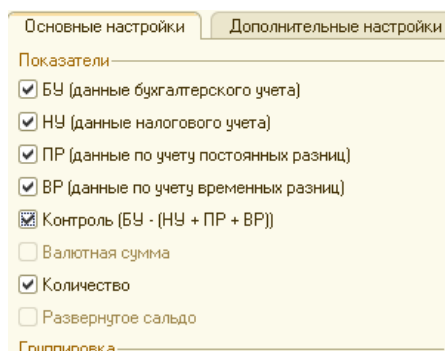 Основные настройки Дополнительные настройки
Показатели
БУ (данные бухгалтерского учета)
НУ (данные налогового учета)
ПР (данные по учету постоянных разниц)
ВР (данные по учету временных разниц)
Контроль (БУ - (НУ + ПР + ВР))
Валютная сумма
Количество
Развернутое сальдо
Группировка